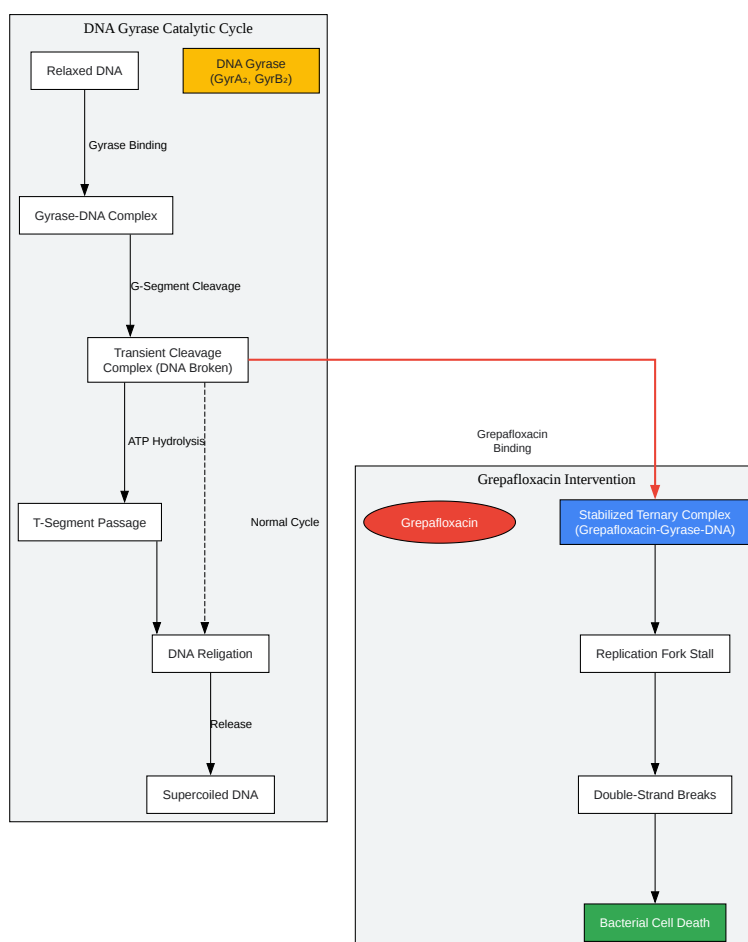 DNA Gyrase Catalytic Cycle
Relaxed DNA
DNA Gyrase
(GyrA₂, GyrB₂)
Gyrase Binding
Gyrase-DNA Complex
G-Segment Cleavage
Transient Cleavage
Complex (DNA Broken)
ATP Hydrolysis
T-Segment Passage
Normal Cycle
DNA Religation
Release
Supercoiled DNA
Grepafloxacin
Binding
Grepafloxacin Intervention
Grepafloxacin
Stabilized Ternary Complex
(Grepafloxacin-Gyrase-DNA)
Replication Fork Stall
Double-Strand Breaks
Bacterial Cell Death